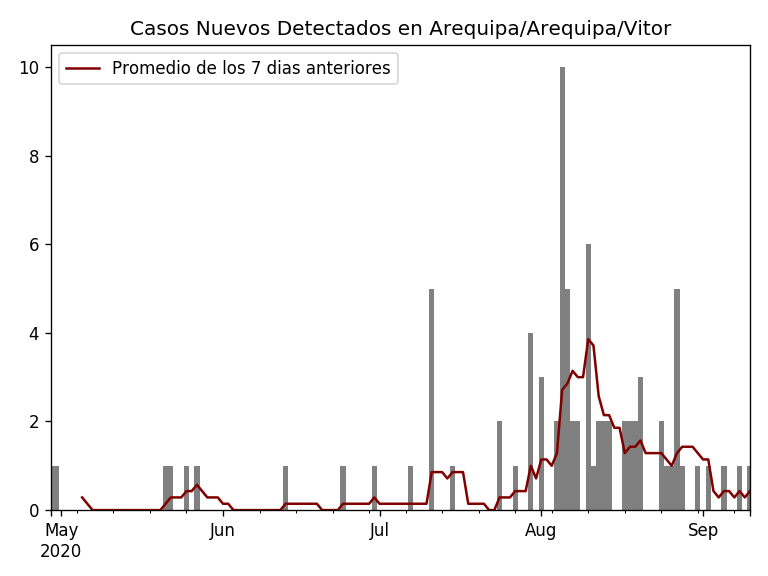 Casos Nuevos Detectados en Arequipa/Arequipa/Vitor
Promedio de los 7 dias anteriores
10
8
6
4
2
0
May
2020
Jun
Jul
Aug
Sep